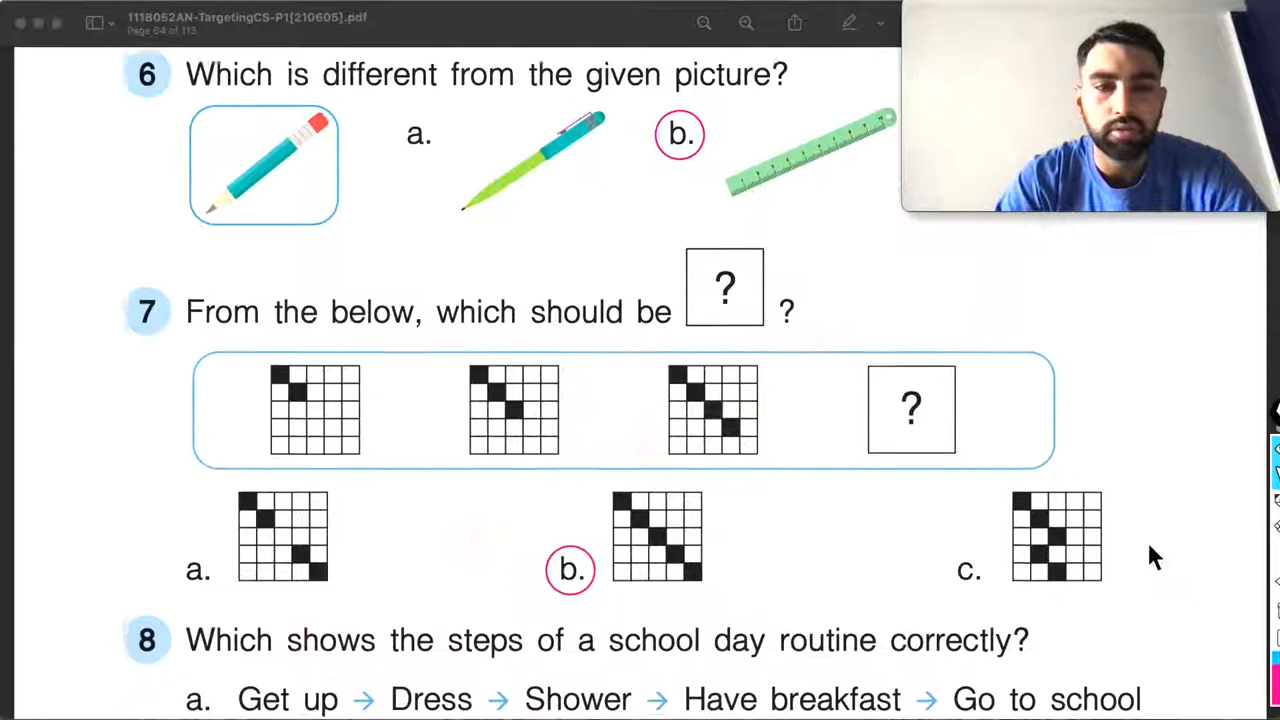 1118052AN-TargetingCS-P1[210605].pdf
Page 64 of 113
6 Which is different from the given picture?
a.
b.
7 From the below, which should be ? ?
?
a.
b.
c.
8 Which shows the steps of a school day routine correctly?
a. Get up → Dress → Shower → Have breakfast → Go to school